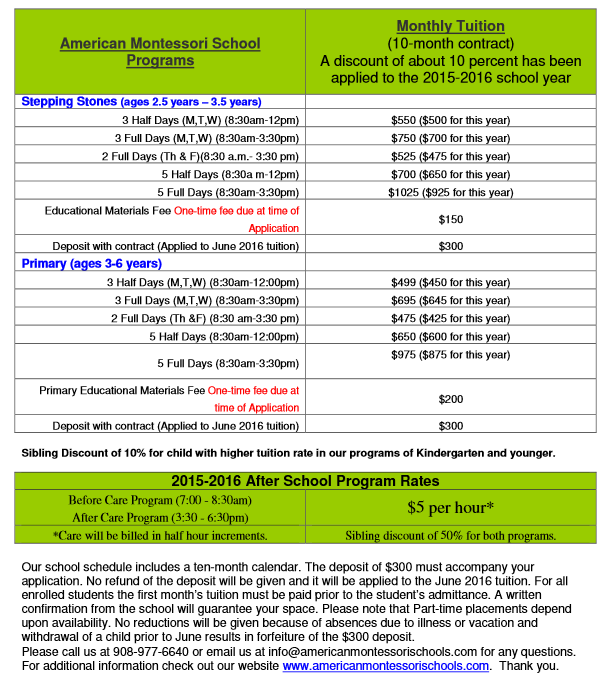 American Montessori School
Programs
Monthly Tuition
(10-month contract)
A discount of about 10 percent has been
applied to the 2015-2016 school year
Stepping Stones (ages 2.5 years – 3.5 years)
3 Half Days (M,T,W) (8:30am-12pm) $550 ($500 for this year)
3 Full Days (M,T,W) (8:30am-3:30pm) $750 ($700 for this year)
2 Full Days (Th & F)(8:30 a.m.- 3:30 pm) $525 ($475 for this year)
5 Half Days (8:30a m-12pm) $700 ($650 for this year)
5 Full Days (8:30am-3:30pm) $1025 ($925 for this year)
Educational Materials Fee One-time fee due at time of
Application
$150
Deposit with contract (Applied to June 2016 tuition) $300
Primary (ages 3-6 years)
3 Half Days (M,T,W) (8:30am-12:00pm) $499 ($450 for this year)
3 Full Days (M,T,W) (8:30am-3:30pm) $695 ($645 for this year)
2 Full Days (Th &F) (8:30 am-3:30 pm) $475 ($425 for this year)
5 Half Days (8:30am-12:00pm) $650 ($600 for this year)
5 Full Days (8:30am-3:30pm) $975 ($875 for this year)
Primary Educational Materials Fee One-time fee due at
time of Application
$200
Deposit with contract (Applied to June 2016 tuition) $300
Sibling Discount of 10% for child with higher tuition rate in our programs of Kindergarten and younger.
2015-2016 After School Program Rates
Before Care Program (7:00 - 8:30am)
After Care Program (3:30 - 6:30pm)
$5 per hour*
*Care will be billed in half hour increments. Sibling discount of 50% for both programs.
Our school schedule includes a ten-month calendar. The deposit of $300 must accompany your
application. No refund of the deposit will be given and it will be applied to the June 2016 tuition. For all
enrolled students the first month's tuition must be paid prior to the student's admittance. A written
confirmation from the school will guarantee your space. Please note that Part-time placements depend
upon availability. No reductions will be given because of absences due to illness or vacation and
withdrawal of a child prior to June results in forfeiture of the $300 deposit.
Please call us at 908-977-6640 or email us at info@americanmontessorischools.com for any questions.
For additional information check out our website www.americanmontessorischools.com. Thank you.